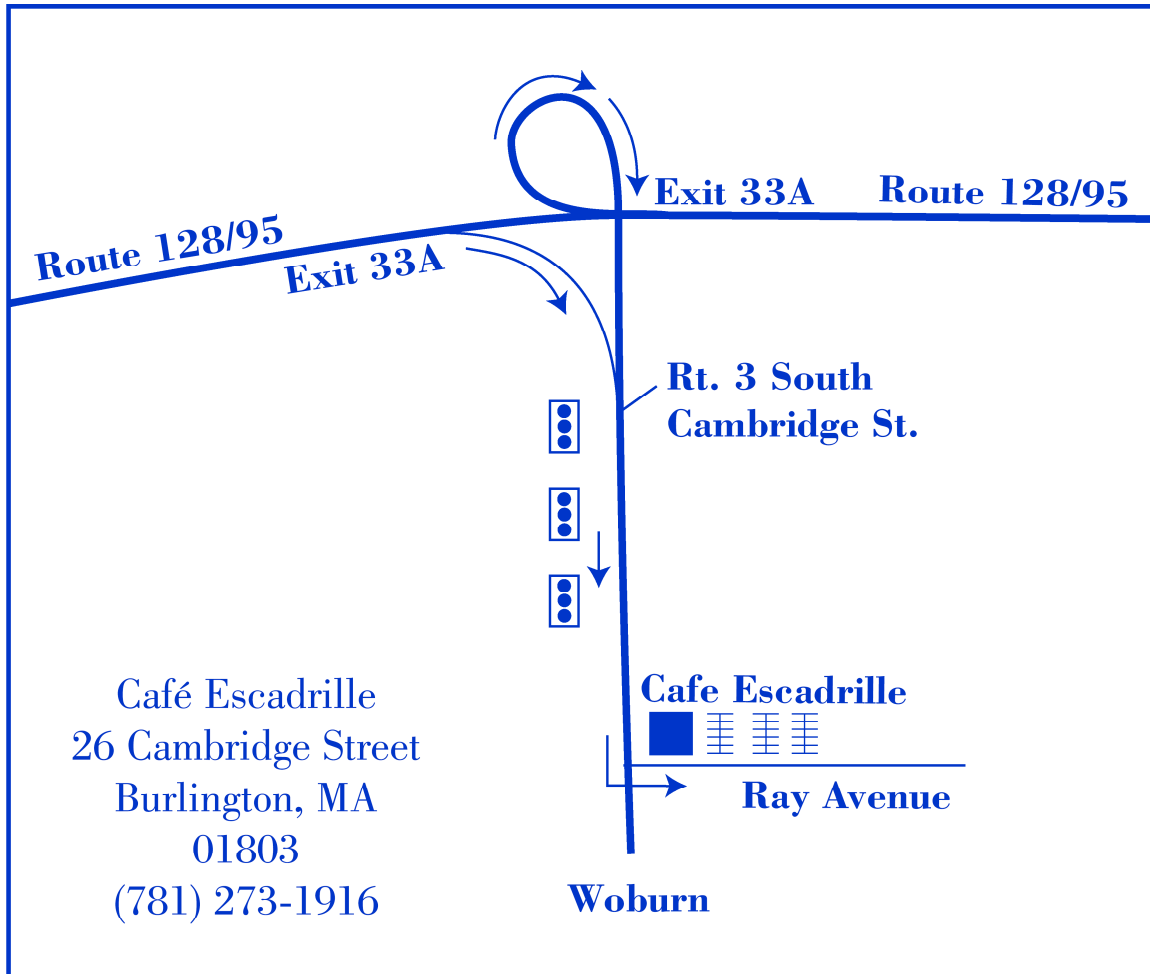 Exit 33A
Route 128/95
Route 128/95
Exit 33A
Rt. 3 South
Cambridge St.
Cafe Escadrille
Ray Avenue
Woburn
Café Escadrille
26 Cambridge Street
Burlington, MA
01803
(781) 273-1916